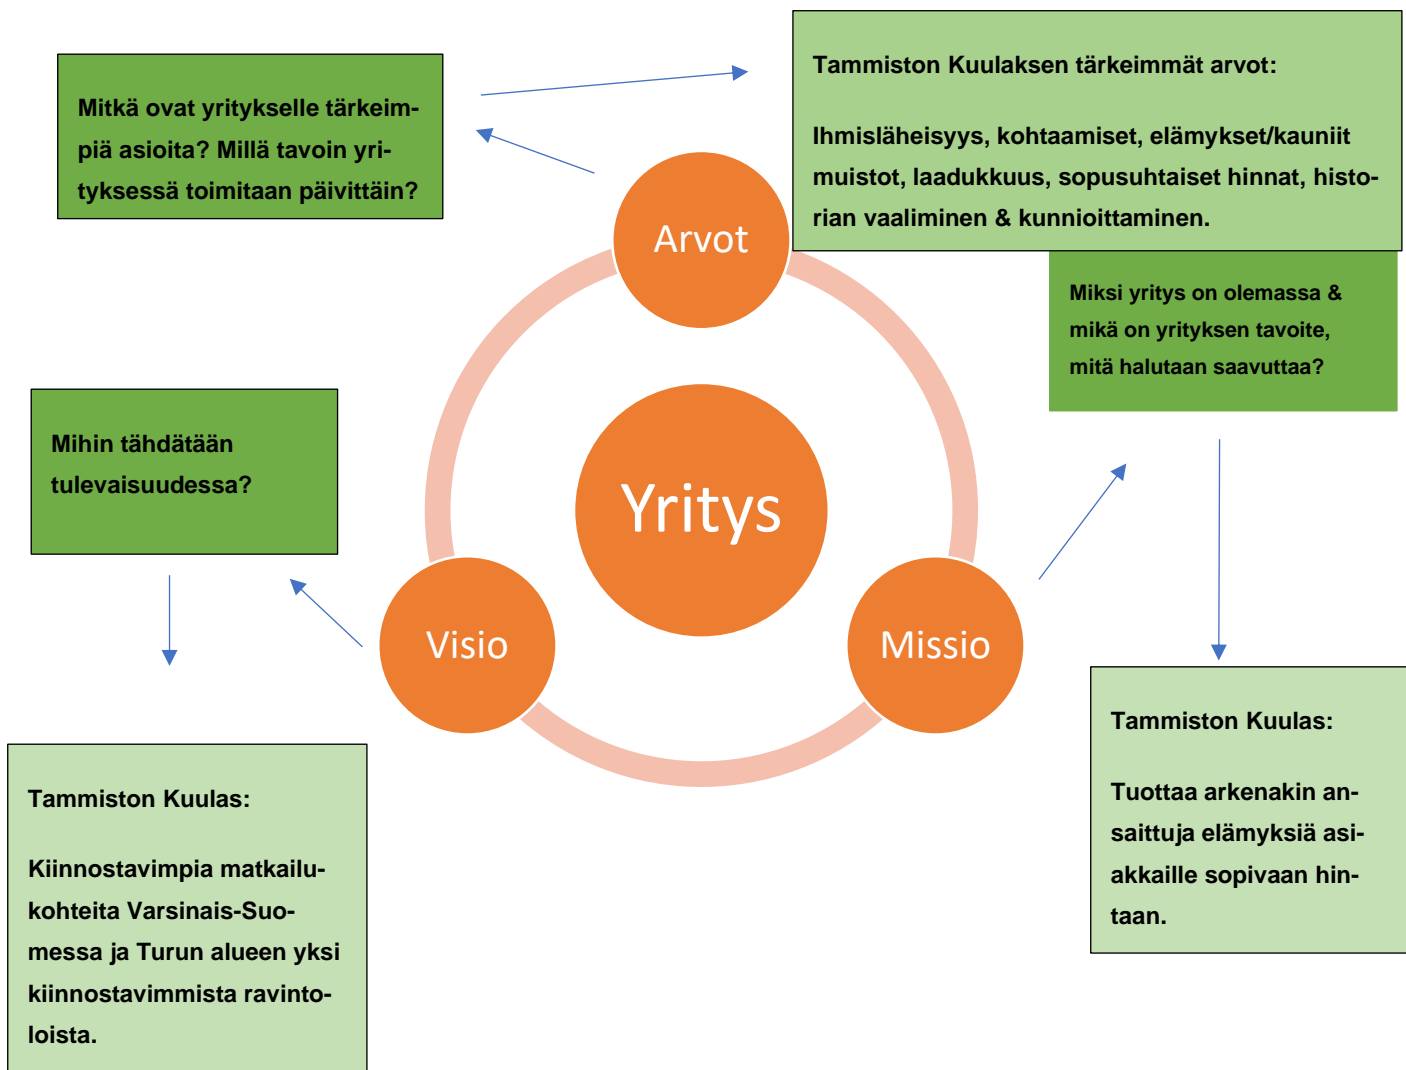 Mitkä ovat yritykselle tärkeim-
piä asioita? Millä tavoin yri-
tyksessä toimitaan päivittäin?
Tammiston Kuulaksen tärkeimmät arvot:
Ihmisläheisyys, kohtaamiset, elämykset/kauniit
muistot, laadukkuus, sopusuhtaiset hinnat, histo-
rian vaaliminen & kunnioittaminen.
Arvot
Miksi yritys on olemassa &
mikä on yrityksen tavoite,
mitä halutaan saavuttaa?
Mihin tähdätään
tulevaisuudessa?
Yritys
Visio
Missio
Tammiston Kuulas:
Tuottaa arkenakin an-
saittuja elämyksiä asi-
akkaille sopivaan hin-
taan.
Tammiston Kuulas:
Kiinnostavimpia matkailu-
kohteita Varsinais-Suo-
messa ja Turun alueen yksi
kiinnostavimmista ravinto-
loista.